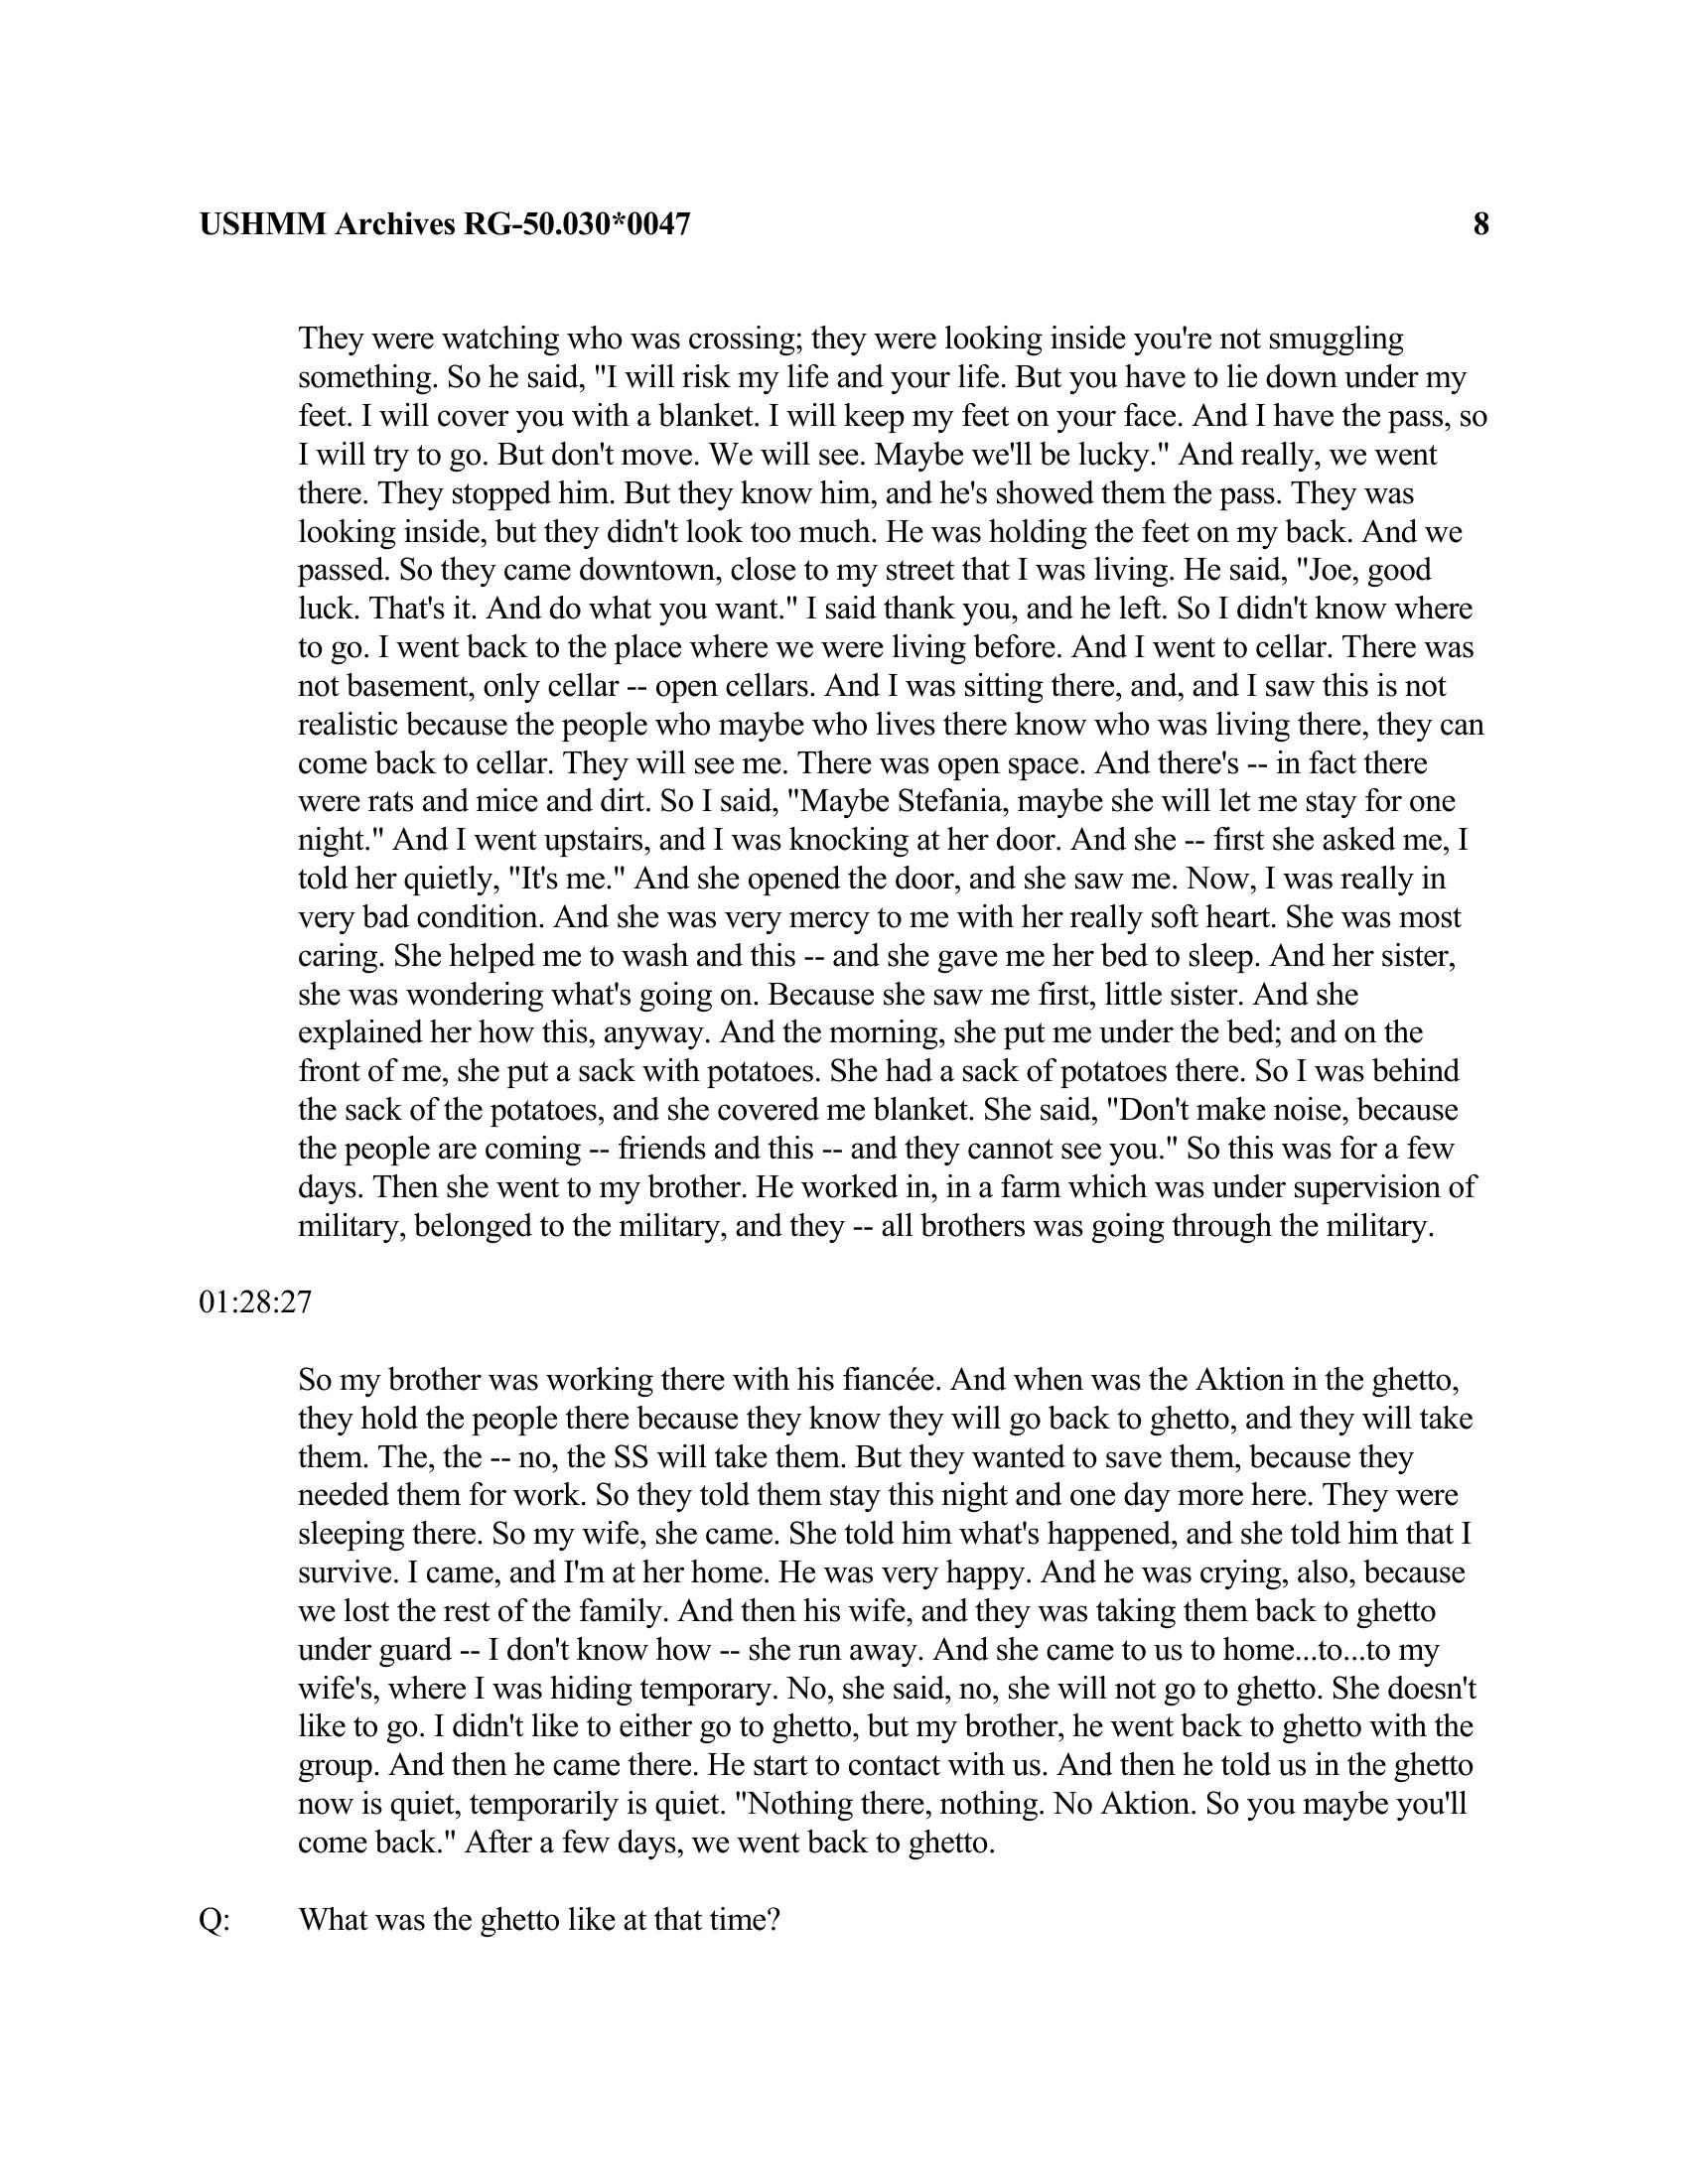 USHMM Archives RG-50.030*0047 8
They were watching who was crossing; they were looking inside you're not smuggling
something. So he said, "I will risk my life and your life. But you have to lie down under my
feet. I will cover you with a blanket. I will keep my feet on your face. And I have the pass, so
I will try to go. But don't move. We will see. Maybe we'll be lucky." And really, we went
there. They stopped him. But they know him, and he's showed them the pass. They was
looking inside, but they didn't look too much. He was holding the feet on my back. And we
passed. So they came downtown, close to my street that I was living. He said, "Joe, good
luck. That's it. And do what you want." I said thank you, and he left. So I didn't know where
to go. I went back to the place where we were living before. And I went to cellar. There was
not basement, only cellar -- open cellars. And I was sitting there, and, and I saw this is not
realistic because the people who maybe who lives there know who was living there, they can
come back to cellar. They will see me. There was open space. And there's -- in fact there
were rats and mice and dirt. So I said, "Maybe Stefania, maybe she will let me stay for one
night." And I went upstairs, and I was knocking at her door. And she -- first she asked me, I
told her quietly, "It's me." And she opened the door, and she saw me. Now, I was really in
very bad condition. And she was very mercy to me with her really soft heart. She was most
caring. She helped me to wash and this -- and she gave me her bed to sleep. And her sister,
she was wondering what's going on. Because she saw me first, little sister. And she
explained her how this, anyway. And the morning, she put me under the bed; and on the
front of me, she put a sack with potatoes. She had a sack of potatoes there. So I was behind
the sack of the potatoes, and she covered me blanket. She said, "Don't make noise, because
the people are coming -- friends and this -- and they cannot see you." So this was for a few
days. Then she went to my brother. He worked in, in a farm which was under supervision of
military, belonged to the military, and they -- all brothers was going through the military.
01:28:27
So my brother was working there with his fiancée. And when was the Aktion in the ghetto,
they hold the people there because they know they will go back to ghetto, and they will take
them. The, the -- no, the SS will take them. But they wanted to save them, because they
needed them for work. So they told them stay this night and one day more here. They were
sleeping there. So my wife, she came. She told him what's happened, and she told him that I
survive. I came, and I'm at her home. He was very happy. And he was crying, also, because
we lost the rest of the family. And then his wife, and they was taking them back to ghetto
under guard -- I don't know how -- she run away. And she came to us to home...to...to my
wife's, where I was hiding temporary. No, she said, no, she will not go to ghetto. She doesn't
like to go. I didn't like to either go to ghetto, but my brother, he went back to ghetto with the
group. And then he came there. He start to contact with us. And then he told us in the ghetto
now is quiet, temporarily is quiet. "Nothing there, nothing. No Aktion. So you maybe you'll
come back." After a few days, we went back to ghetto.
Q: What was the ghetto like at that time?